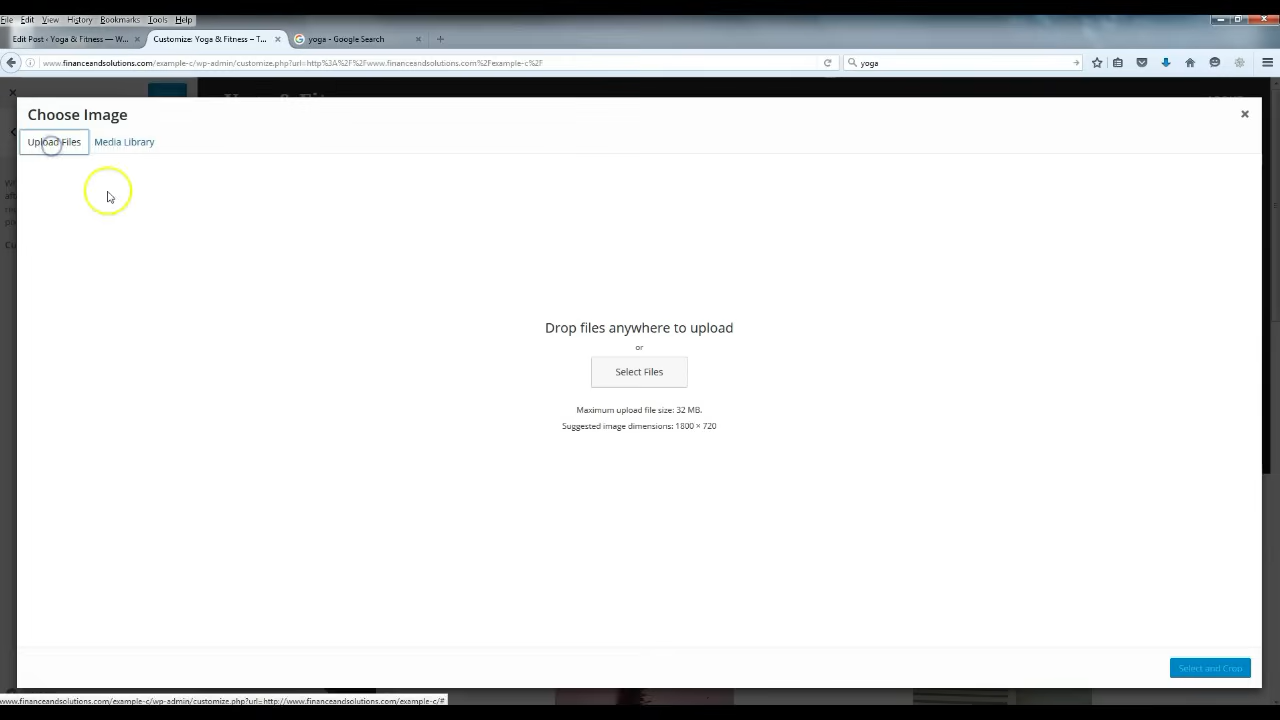 File Edit View History Bookmarks Tools Help
Edit Post ‹ Yoga & Fitness — W... × Customize: Yoga & Fitness – T... × yoga - Google Search × +
www.financeandsolutions.com/example-c/wp-admin/customize.php?url=http%3A%2F%2Fwww.financeandsolutions.com%2Fexample-c%2F yoga
Choose Image ×
Upload Files Media Library
Drop files anywhere to upload
or
Select Files
Maximum upload file size: 32 MB.
Suggested image dimensions: 1800 × 720
Select and Crop
www.financeandsolutions.com/example-c/wp-admin/customize.php?url=http://www.financeandsolutions.com/example-c/#